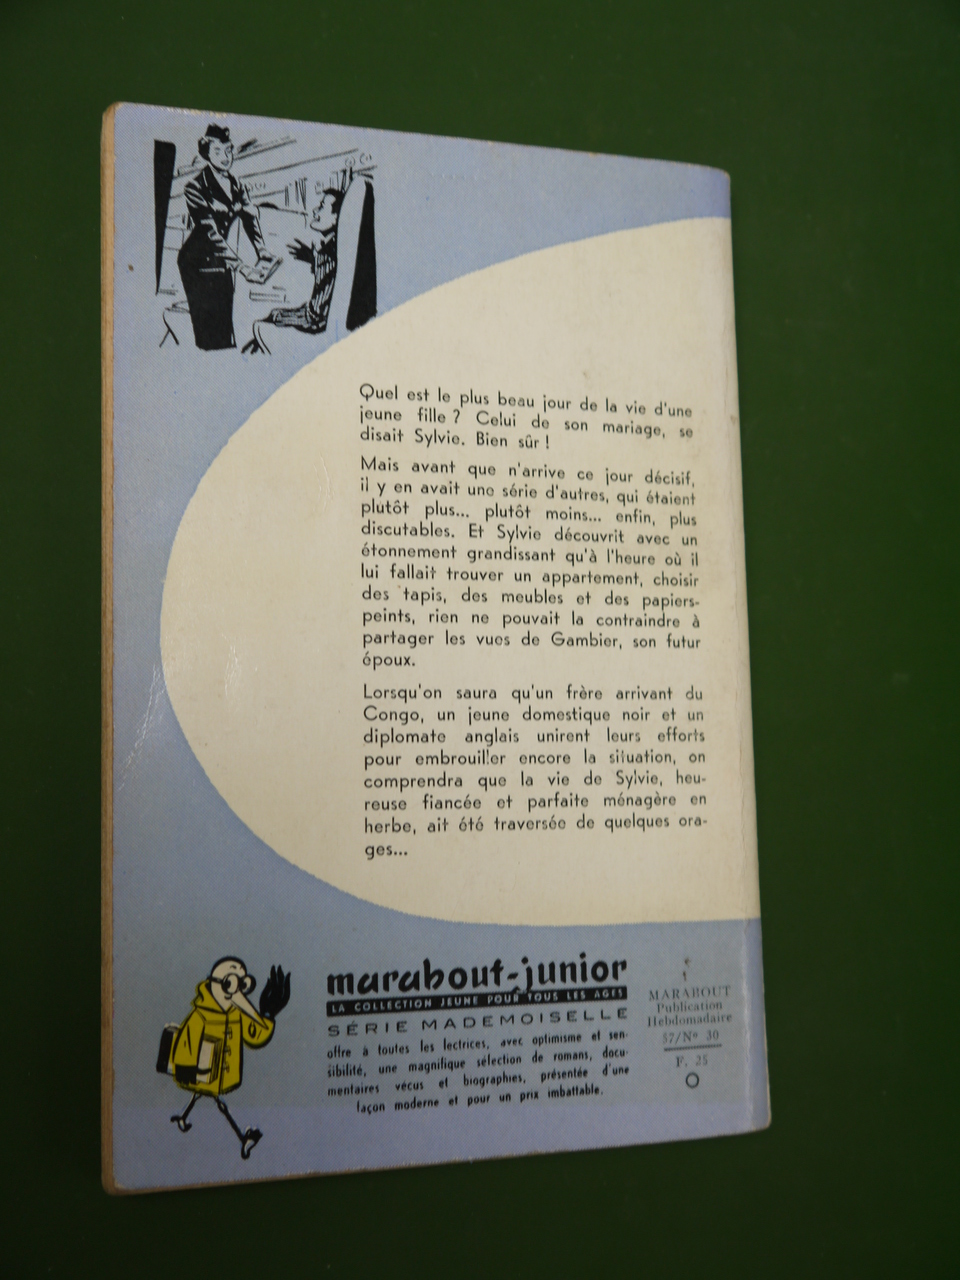 Quel est le plus beau jour de la vie d'une
jeune fille ? Celui de son mariage, se
disait Sylvie. Bien sûr !
Mais avant que n'arrive ce jour décisif,
il y en avait une série d'autres, qui étaient
plutôt plus... plutôt moins... enfin, plus
discutables. Et Sylvie découvrit avec un
étonnement grandissant qu'à l'heure où il
lui fallait trouver un appartement, choisir
des tapis, des meubles et des papiers-
peints, rien ne pouvait la contraindre à
partager les vues de Gambier, son futur
époux.
Lorsqu'on saura qu'un frère arrivant du
Congo, un jeune domestique noir et un
diplomate anglais unirent leurs efforts
pour embrouiller encore la situation, on
comprendra que la vie de Sylvie, heu-
reuse fiancée et parfaite ménagère en
herbe, ait été traversée de quelques ora-
ges...
marabout-junior
LA COLLECTION JEUNE POUR TOUS LES AGES
SÉRIE MADEMOISELLE
offre à toutes les lectrices, avec optimisme et sen-
sibilité, une magnifique sélection de romans, docu-
mentaires vécus et biographies, présentée d'une
façon moderne et pour un prix imbattable.
MARABOUT
Publication
Hebdomadaire
57/Nº 30
F. 25